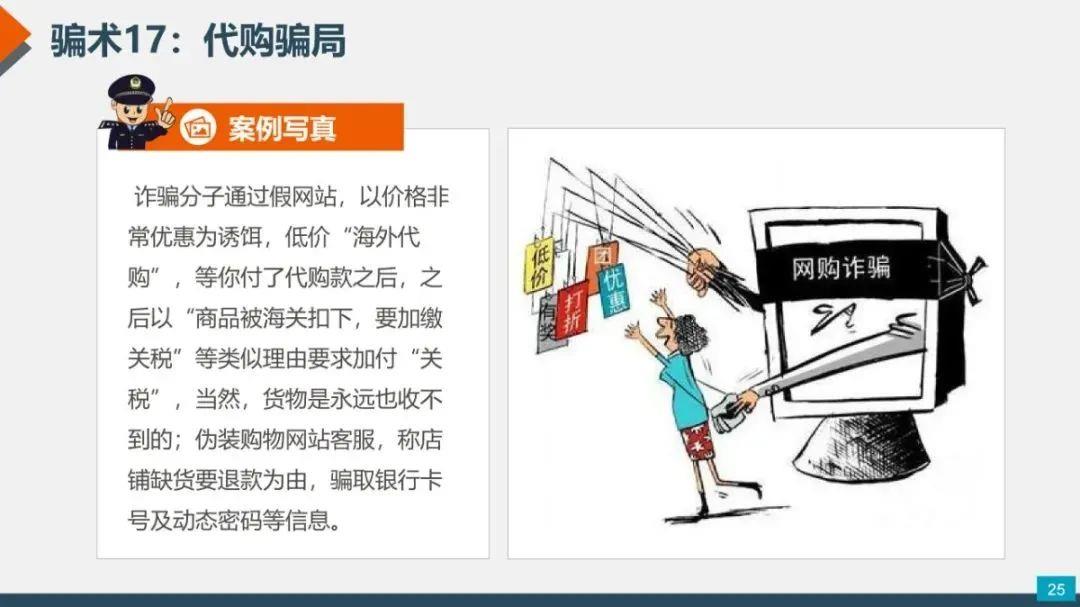 骗术17：代购骗局
案例写真
诈骗分子通过假网站，以价格非
常优惠为诱饵，低价“海外代
购”，等你付了代购款之后，之
后以“商品被海关扣下，要加缴
关税”等类似理由要求加付“关
税”，当然，货物是永远也收不
到的；伪装购物网站客服，称店
铺缺货要退款为由，骗取银行卡
号及动态密码等信息。
低价
有奖
打折
团
优惠
网购诈骗
25